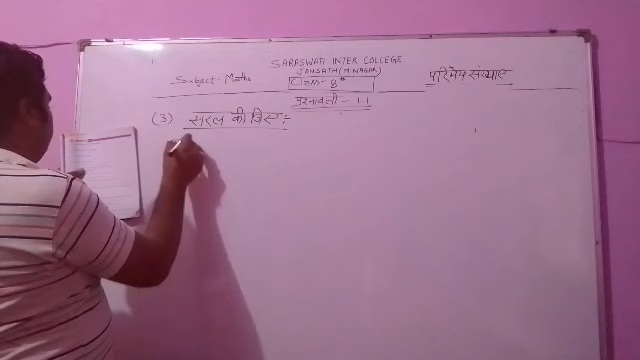 SARASWATI INTER COLLEGE
JANSATH (M.NAGAR)
Subject - Maths
Class - 8th
परिमेय संख्याएं
प्रश्नावली - 1.1
(3) सरल कीजिए :-